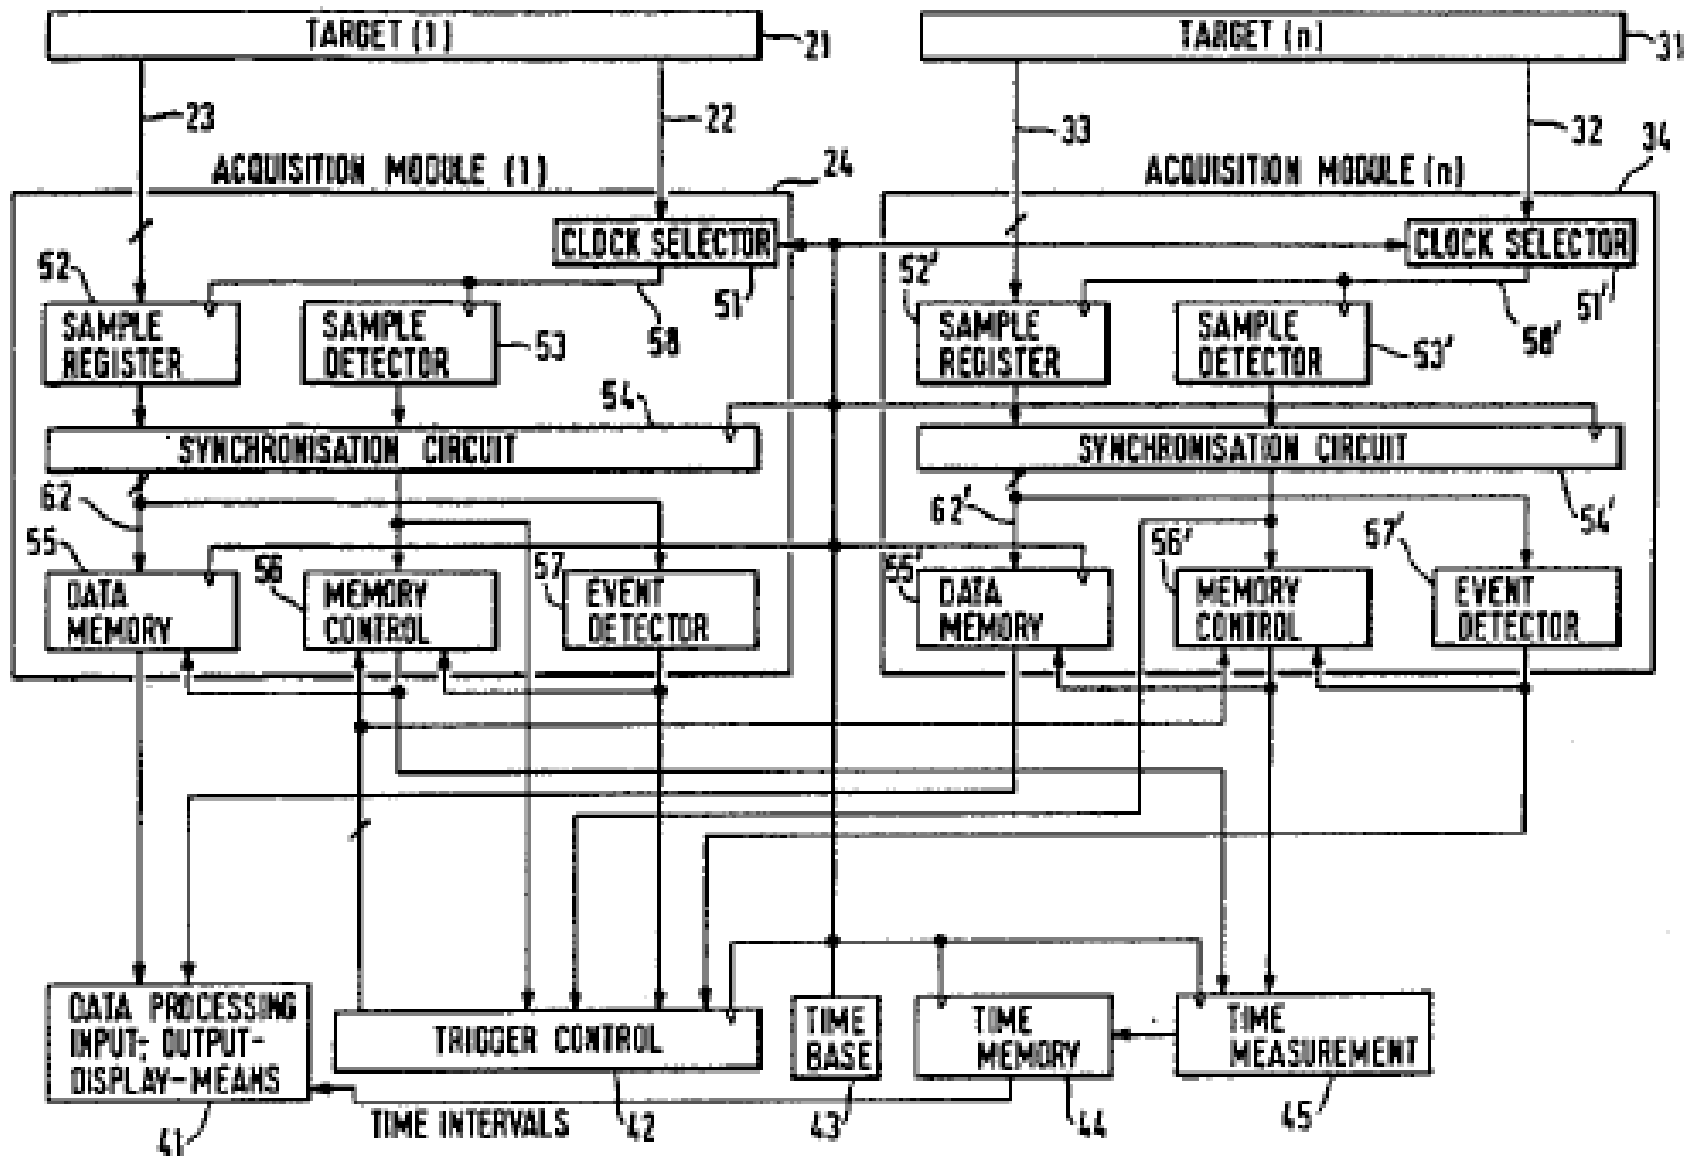 TARGET (1)
21
TARGET (n)
31
23
22
33
32
ACQUISITION MODULE (1)
24
ACQUISITION MODULE (n)
34
CLOCK SELECTOR
CLOCK SELECTOR
52
51
52'
51'
SAMPLE
REGISTER
SAMPLE
DETECTOR
53
58
SAMPLE
REGISTER
SAMPLE
DETECTOR
53'
58'
54
SYNCHRONISATION CIRCUIT
SYNCHRONISATION CIRCUIT
62
62'
54'
55
56
57
55'
56'
57'
DATA
MEMORY
MEMORY
CONTROL
EVENT
DETECTOR
DATA
MEMORY
MEMORY
CONTROL
EVENT
DETECTOR
DATA PROCESSING
INPUT; OUTPUT-
DISPLAY-MEANS
TRIGGER CONTROL
TIME
BASE
TIME
MEMORY
TIME
MEASUREMENT
TIME INTERVALS
41
42
43
44
45